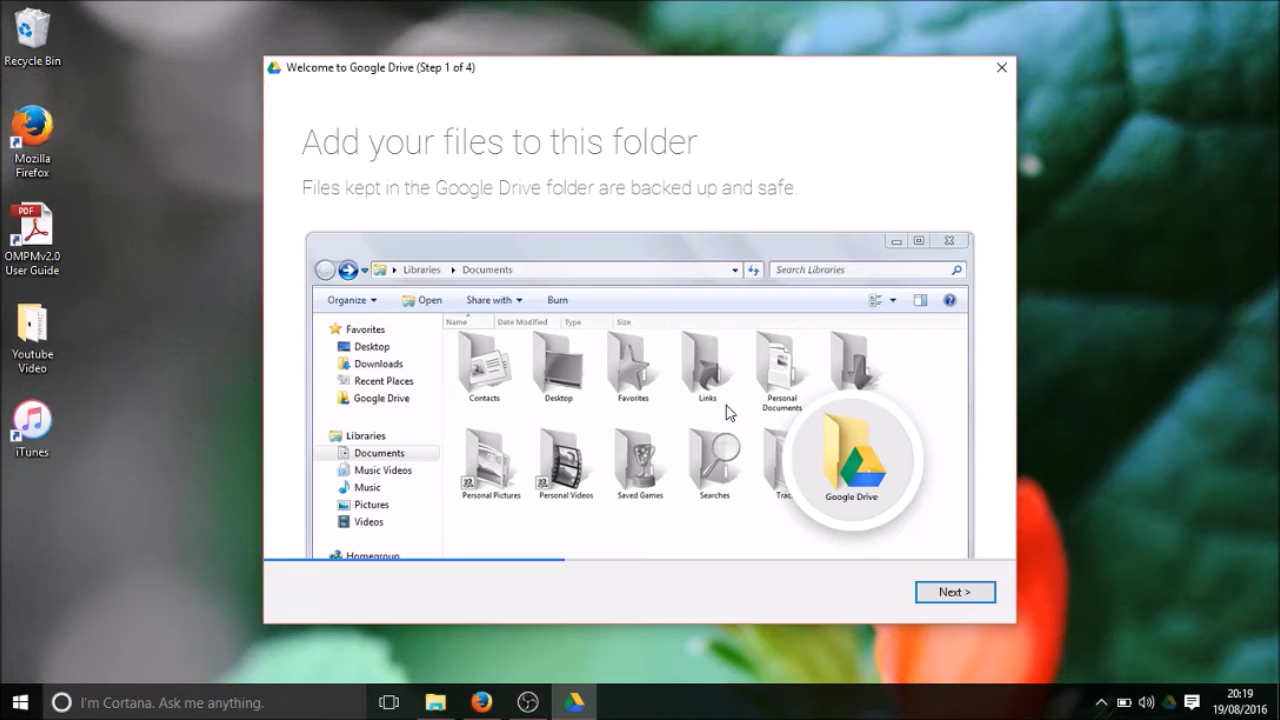 Recycle Bin
Mozilla
Firefox
PDF
OMPMv2.0
User Guide
Youtube
Video
iTunes
Welcome to Google Drive (Step 1 of 4)
Add your files to this folder
Files kept in the Google Drive folder are backed up and safe.
Libraries Documents
Search Libraries
Organize Open Share with Burn
Favorites
Desktop
Downloads
Recent Places
Google Drive
Libraries
Documents
Music Videos
Music
Pictures
Videos
Homegroup
Name Date Modified Type Size
Contacts Desktop Favorites Links Personal
Documents
Personal Pictures Personal Videos Saved Games Searches
Google Drive
Next >
I'm Cortana. Ask me anything.
20:19
19/08/2016